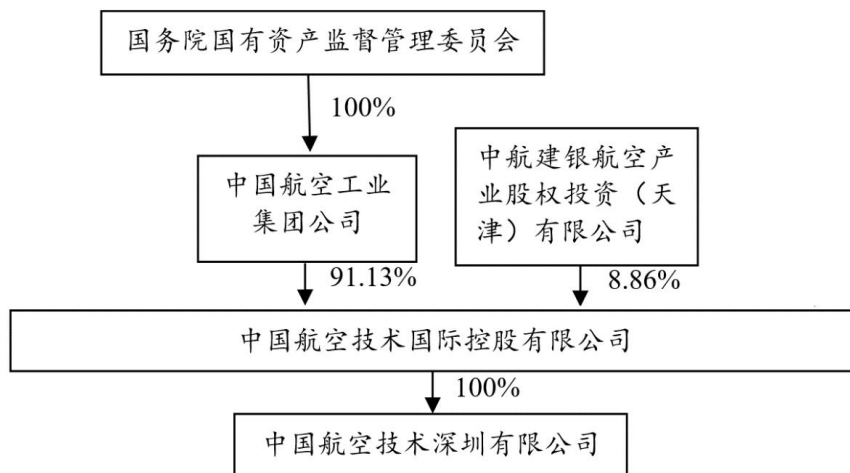 国务院国有资产监督管理委员会
100%
中国航空工业
集团公司
中航建银航空产
业股权投资（天
津）有限公司
91.13%
8.86%
中国航空技术国际控股有限公司
100%
中国航空技术深圳有限公司